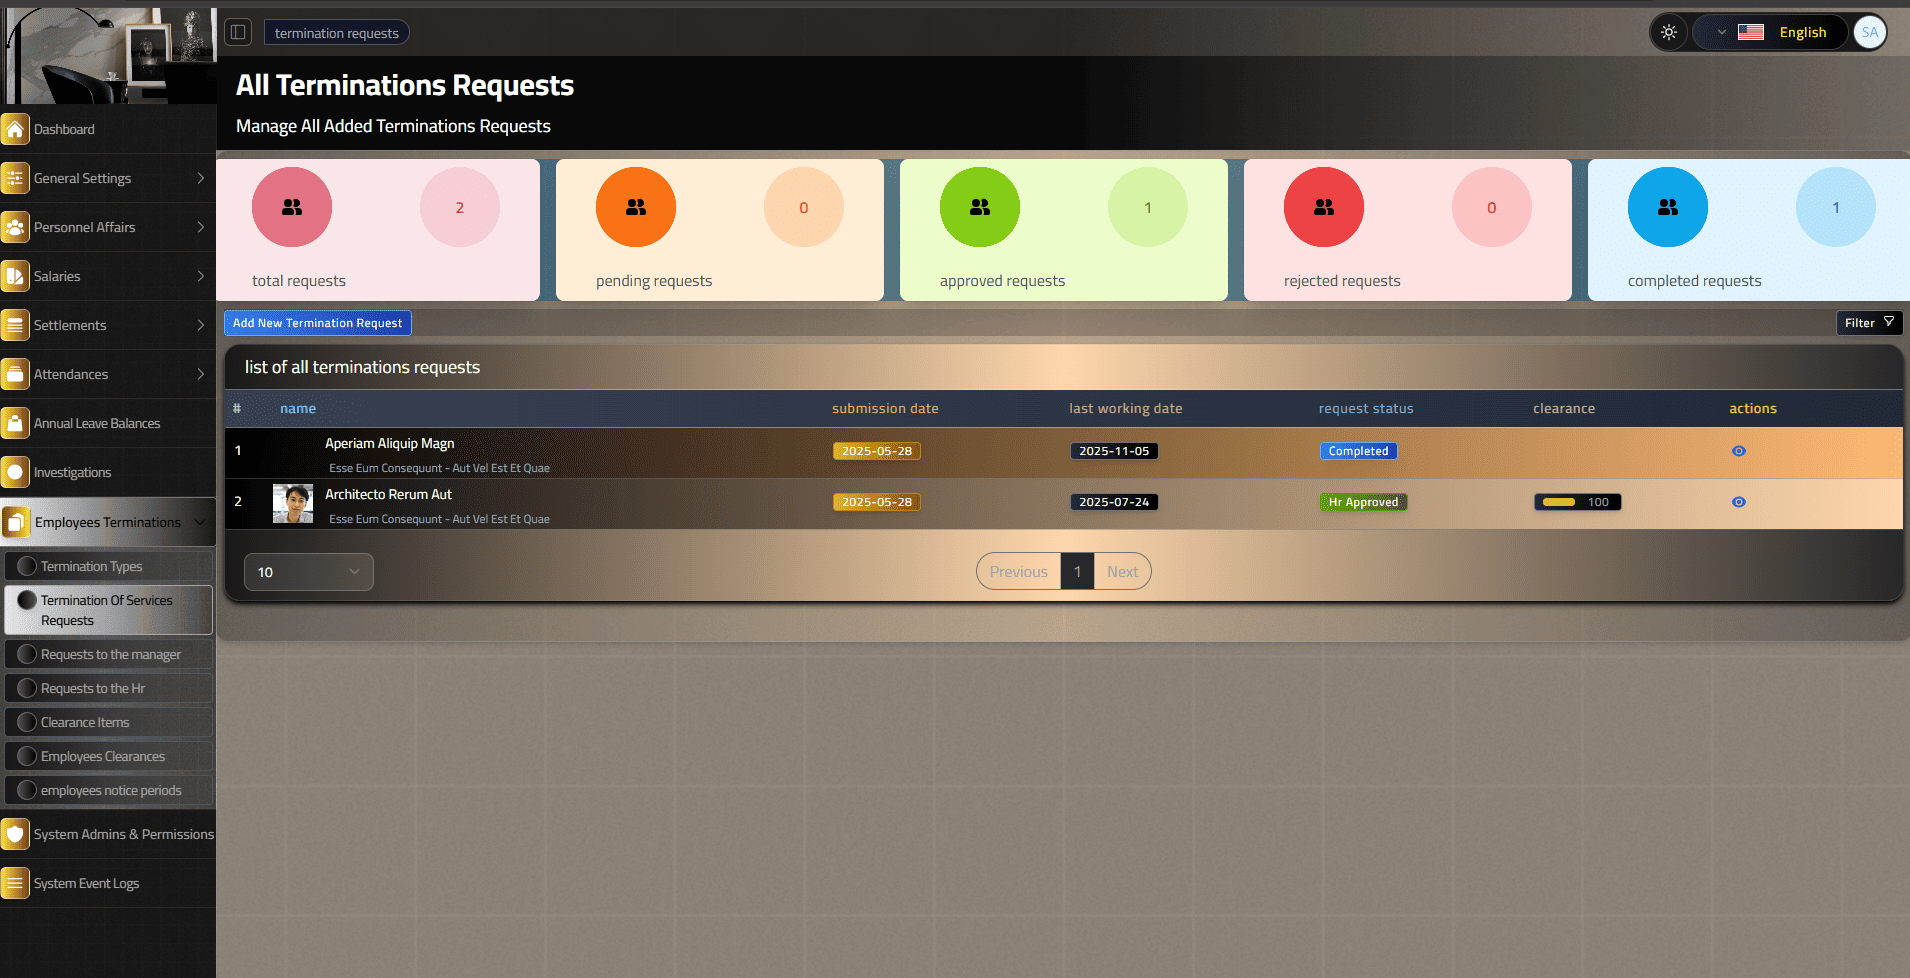 termination requests
English
SA
All Terminations Requests
Manage All Added Terminations Requests
Dashboard
General Settings
Personnel Affairs
Salaries
Settlements
Attendances
Annual Leave Balances
Investigations
Employees Terminations
Termination Types
Termination Of Services
Requests
Requests to the manager
Requests to the Hr
Clearance Items
Employees Clearances
employees notice periods
System Admins & Permissions
System Event Logs
2
total requests
0
pending requests
1
approved requests
0
rejected requests
1
completed requests
Add New Termination Request
Filter
list of all terminations requests
# name submission date last working date request status clearance actions
1 Aperiam Aliquip Magn 2025-05-28 2025-11-05 Completed
Esse Eum Consequunt - Aut Vel Est Et Quae
2 Architecto Rerum Aut 2025-05-28 2025-07-24 Hr Approved 100
Esse Eum Consequunt - Aut Vel Est Et Quae
10
Previous 1 Next